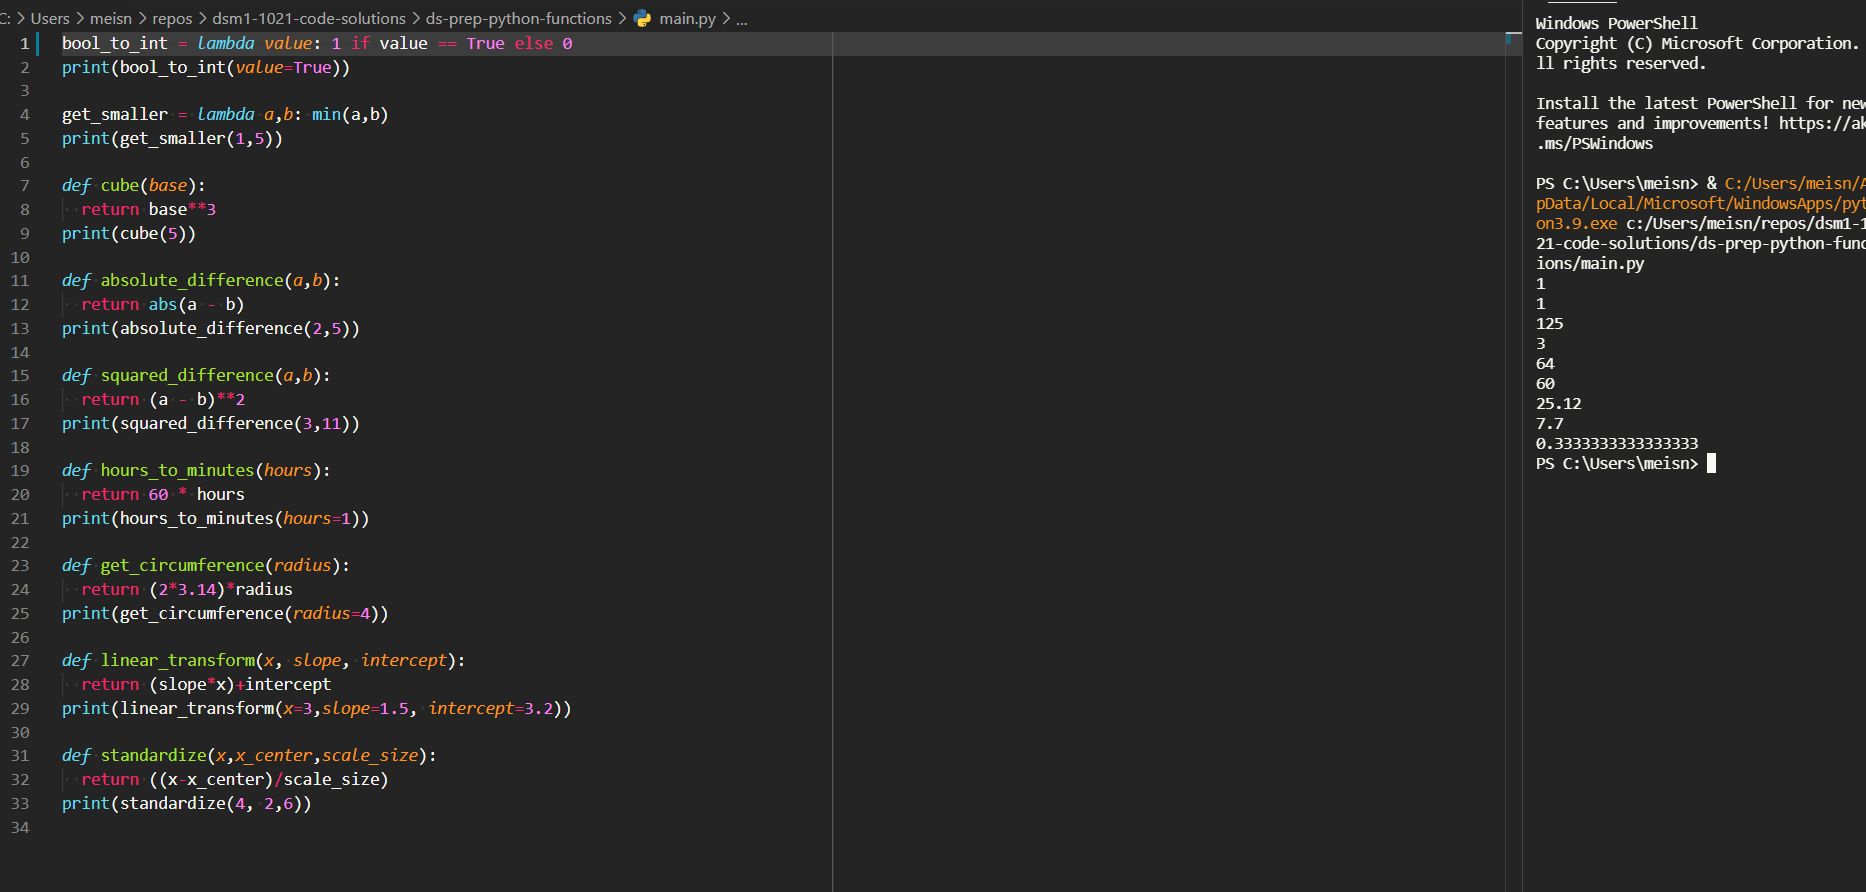 C: > Users > meisn > repos > dsm1-1021-code-solutions > ds-prep-python-functions > main.py > ...
1 bool_to_int = lambda value: 1 if value == True else 0
2 print(bool_to_int(value=True))
3
4 get_smaller = lambda a,b: min(a,b)
5 print(get_smaller(1,5))
6
7 def cube(base):
8   return base**3
9 print(cube(5))
10
11 def absolute_difference(a,b):
12   return abs(a - b)
13 print(absolute_difference(2,5))
14
15 def squared_difference(a,b):
16   return (a - b)**2
17 print(squared_difference(3,11))
18
19 def hours_to_minutes(hours):
20   return 60 * hours
21 print(hours_to_minutes(hours=1))
22
23 def get_circumference(radius):
24   return (2*3.14)*radius
25 print(get_circumference(radius=4))
26
27 def linear_transform(x, slope, intercept):
28   return (slope*x)+intercept
29 print(linear_transform(x=3,slope=1.5, intercept=3.2))
30
31 def standardize(x,x_center,scale_size):
32   return ((x-x_center)/scale_size)
33 print(standardize(4, 2,6))
34
Windows PowerShell
Copyright (C) Microsoft Corporation.
ll rights reserved.
Install the latest PowerShell for new
features and improvements! https://ak
.ms/PSWindows
PS C:\Users\meisn> & C:/Users/meisn/A
pData/Local/Microsoft/WindowsApps/pyt
on3.9.exe c:/Users/meisn/repos/dsm1-1
21-code-solutions/ds-prep-python-func
ions/main.py
1
1
125
3
64
60
25.12
7.7
0.3333333333333333
PS C:\Users\meisn>